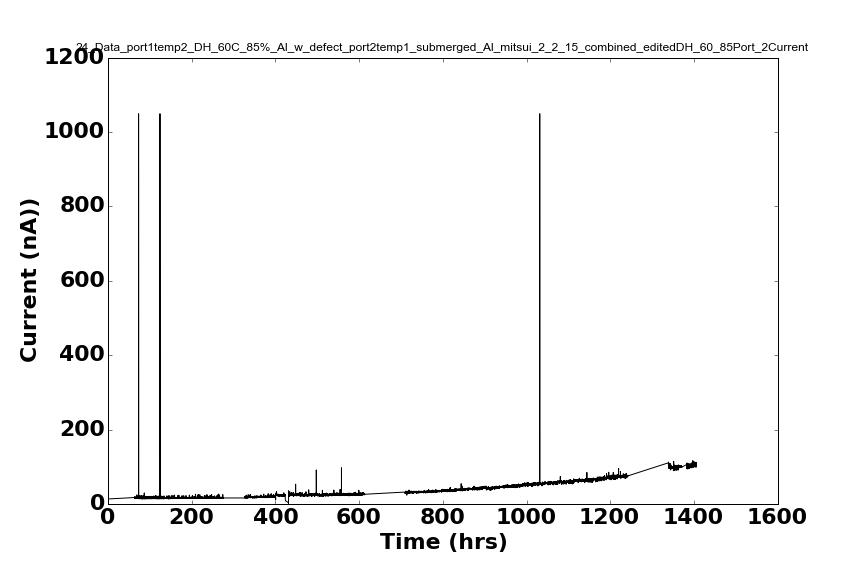 24_Data_port1temp2_DH_60C_85%_Al_w_defect_port2temp1_submerged_Al_mitsui_2_2_15_combined_editedDH_60_85Port_2Current
1200
1000
800
600
400
200
0
Current (nA))
0 200 400 600 800 1000 1200 1400 1600
Time (hrs)